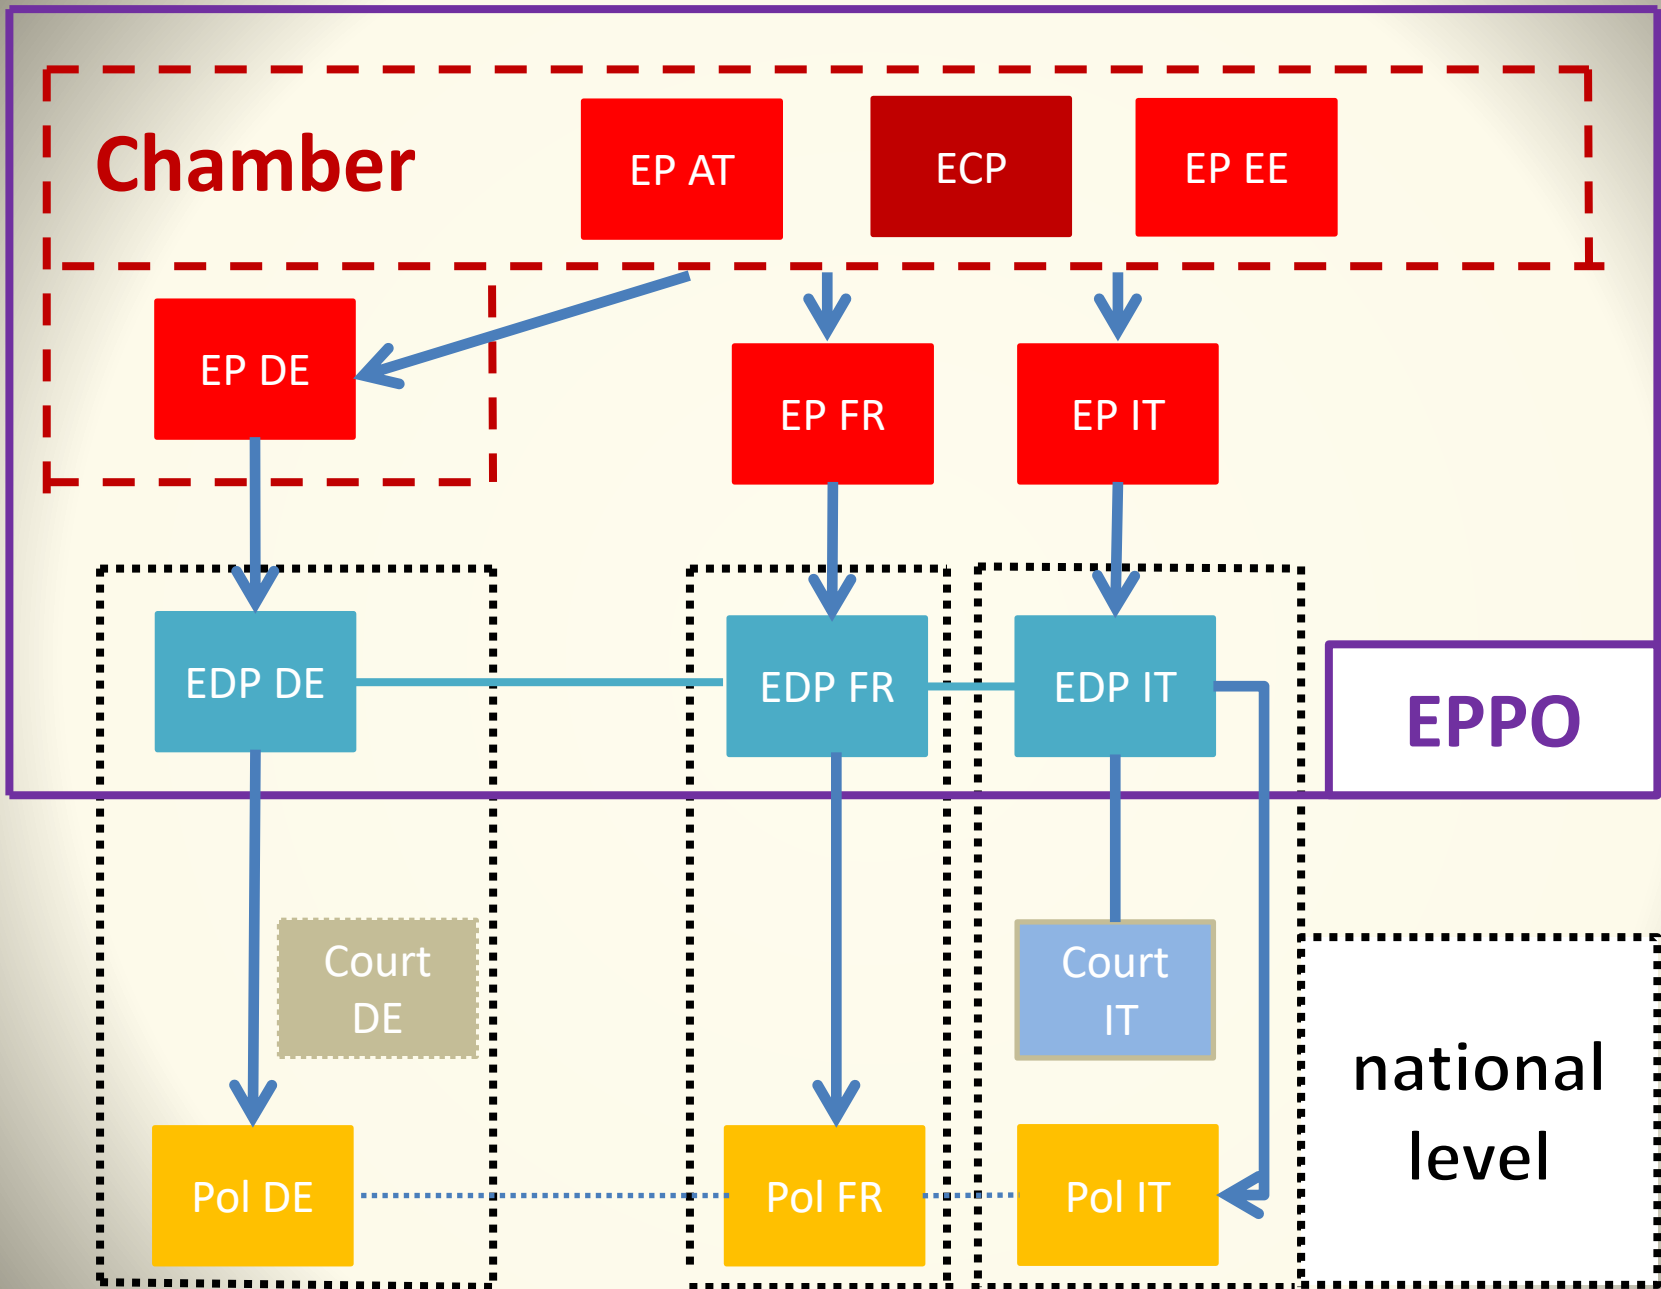 Chamber
EP AT
ECP
EP EE
EP DE
EP FR
EP IT
EDP DE
EDP FR
EDP IT
EPPO
Court
DE
Court
IT
national
level
Pol DE
Pol FR
Pol IT